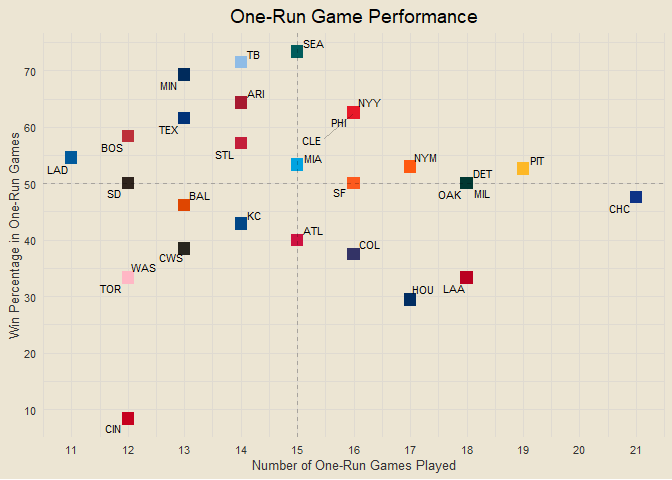 One-Run Game Performance
SEA
TB
70
MIN
ARI
NYY
PHI
TEX
60
BOS
STL
CLE
MIA
NYM
PIT
LAD
DET
50
SD
SF
OAK
MIL
BAL
CHC
KC
ATL
40
COL
CWS
WAS
TOR
HOU
LAA
30
20
10
CIN
11 12 13 14 15 16 17 18 19 20 21
Number of One-Run Games Played
Win Percentage in One-Run Games